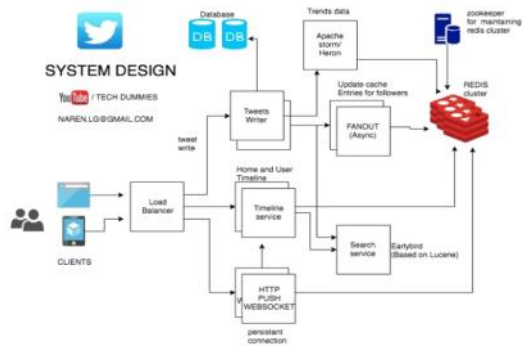 Database
DB DB
Trends data
Apache
storm/
Heron
zookeeper
for maintaining
redis cluster
SYSTEM DESIGN
YouTube / TECH DUMMIES
NAREN.LG@GMAIL.COM
Update cache
Entries for followers
REDIS
cluster
Tweets
Writer
FANOUT
(Async)
tweet
write
Home and User
Timeline
Load
Balancer
Timeline
service
Search
service
Earlybird
(Based on Lucene)
CLIENTS
W
HTTP
PUSH
WEBSOCKET
persistant
connection